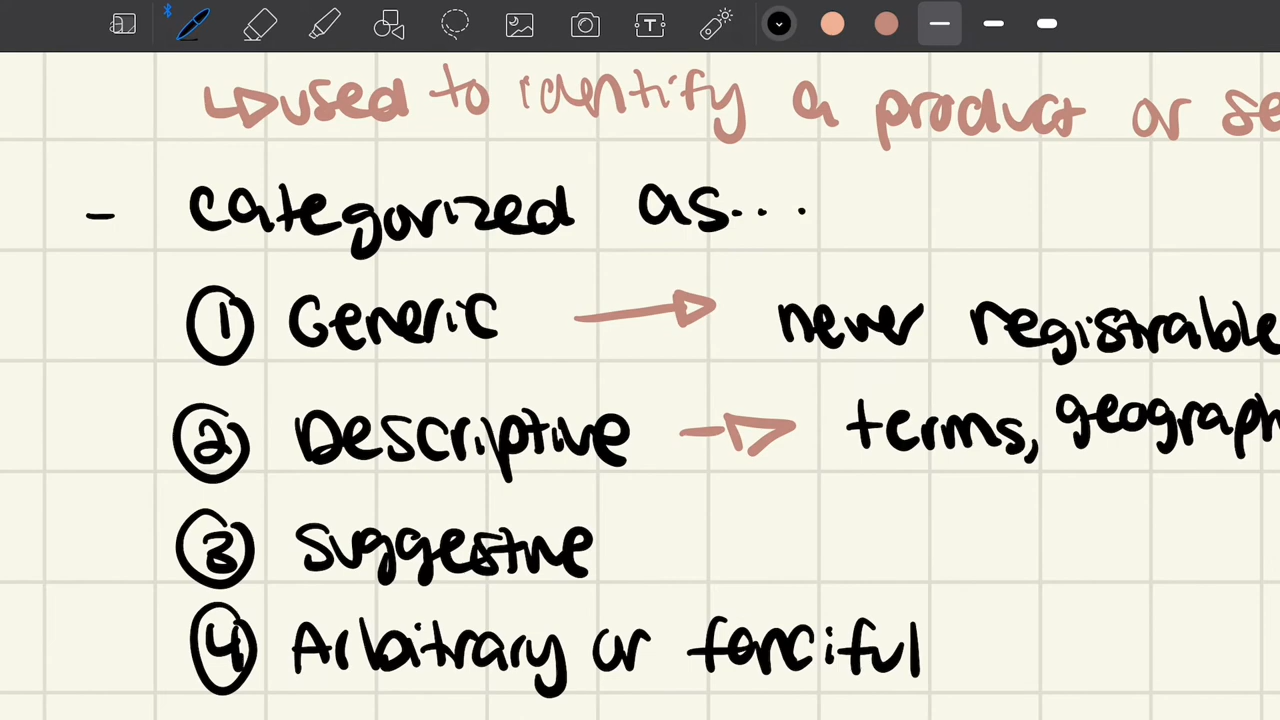 ↳ used to identify a product or se
- categorized as...
① Generic → never registrable
② Descriptive → terms, geograph
③ Suggestive
④ Arbitrary or fanciful